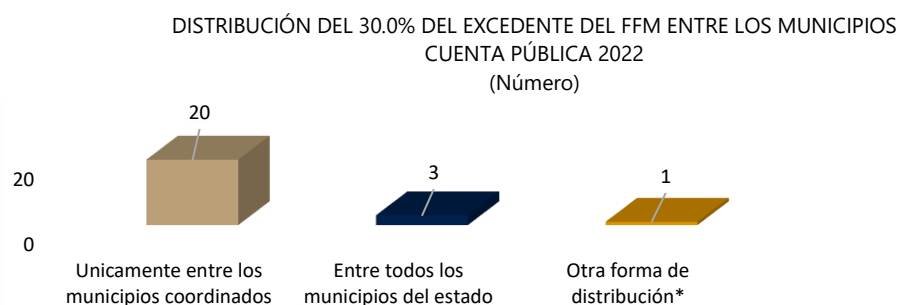 DISTRIBUCIÓN DEL 30.0% DEL EXCEDENTE DEL FFM ENTRE LOS MUNICIPIOS
CUENTA PÚBLICA 2022
(Número)
20
3
1
20
0
Unicamente entre los
municipios coordinados
Entre todos los
municipios del estado
Otra forma de
distribución*